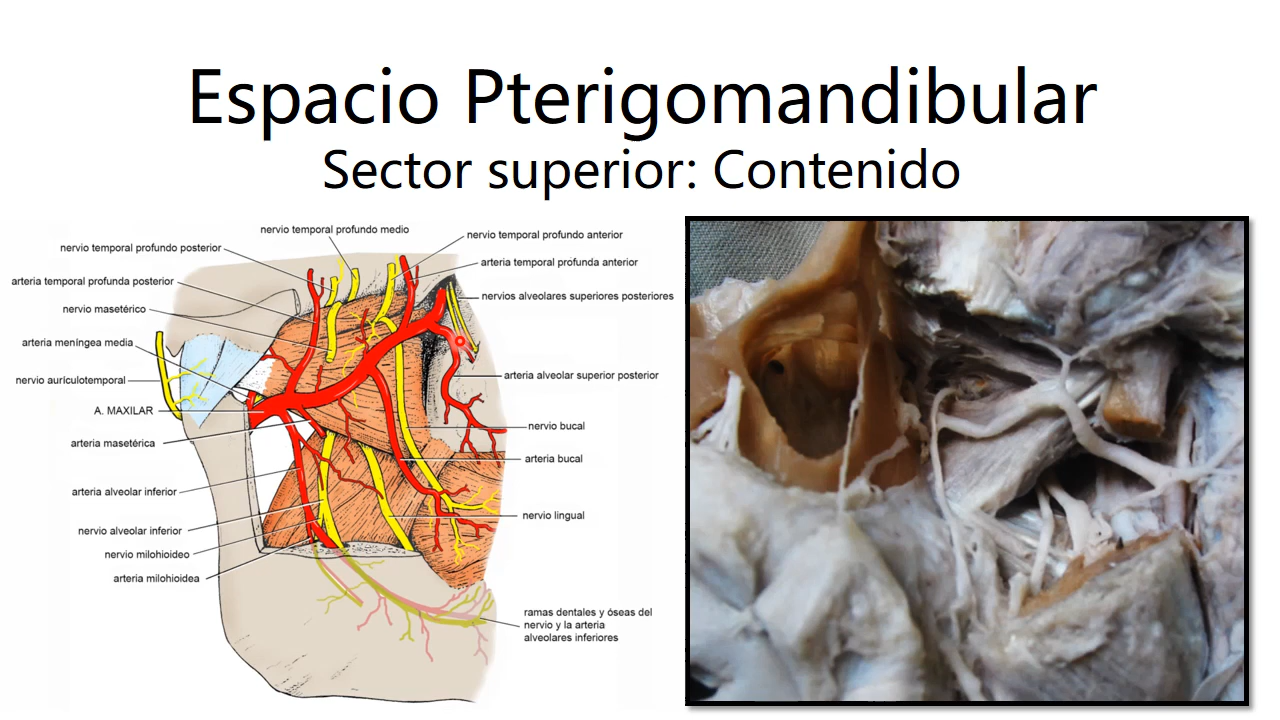 Espacio Pterigomandibular
Sector superior: Contenido
nervio temporal profundo medio
nervio temporal profundo posterior
arteria temporal profunda posterior
nervio masetérico
arteria meníngea media
nervio aurículotemporal
A. MAXILAR
arteria masetérica
arteria alveolar inferior
nervio alveolar inferior
nervio milohioideo
arteria milohioidea
nervio temporal profundo anterior
arteria temporal profunda anterior
nervios alveolares superiores posteriores
arteria alveolar superior posterior
nervio bucal
arteria bucal
nervio lingual
ramas dentales y óseas del
nervio y la arteria
alveolares inferiores